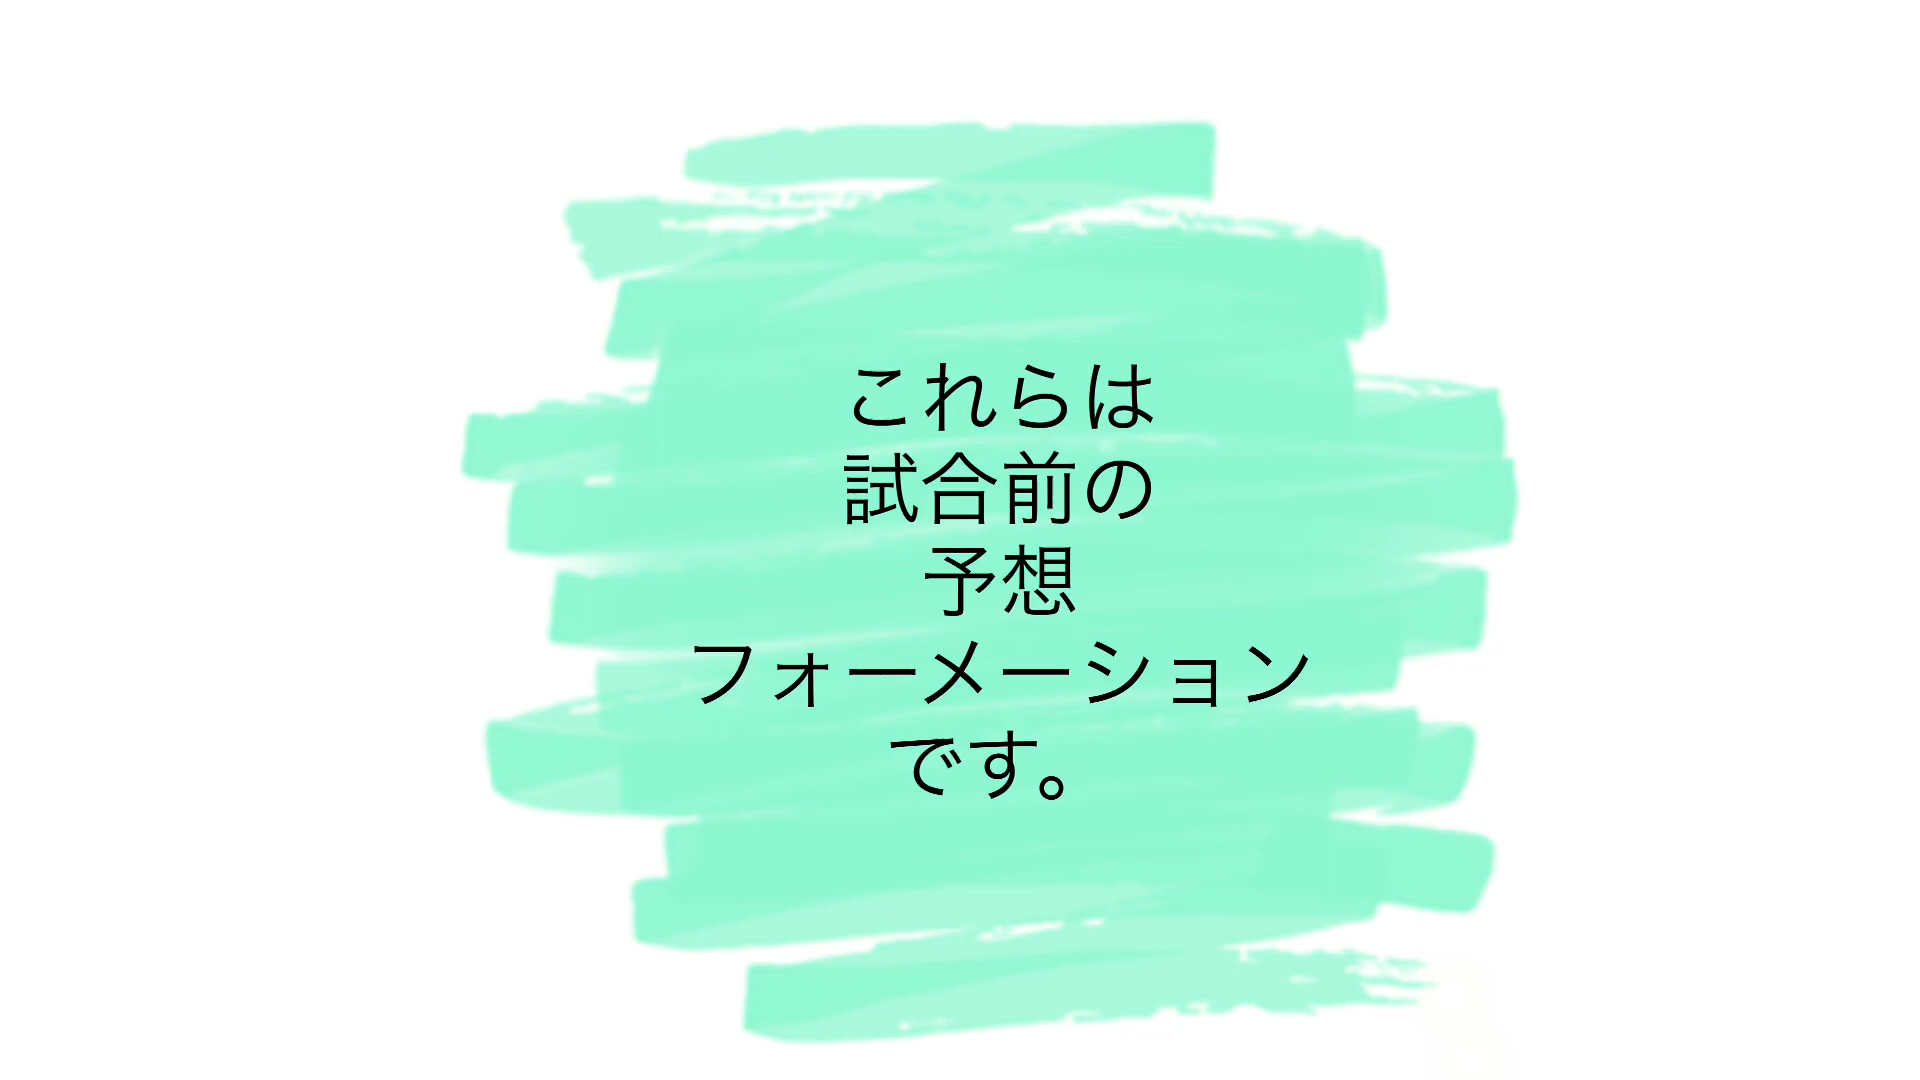 これらは
試合前の
予想
フォーメーション
です。